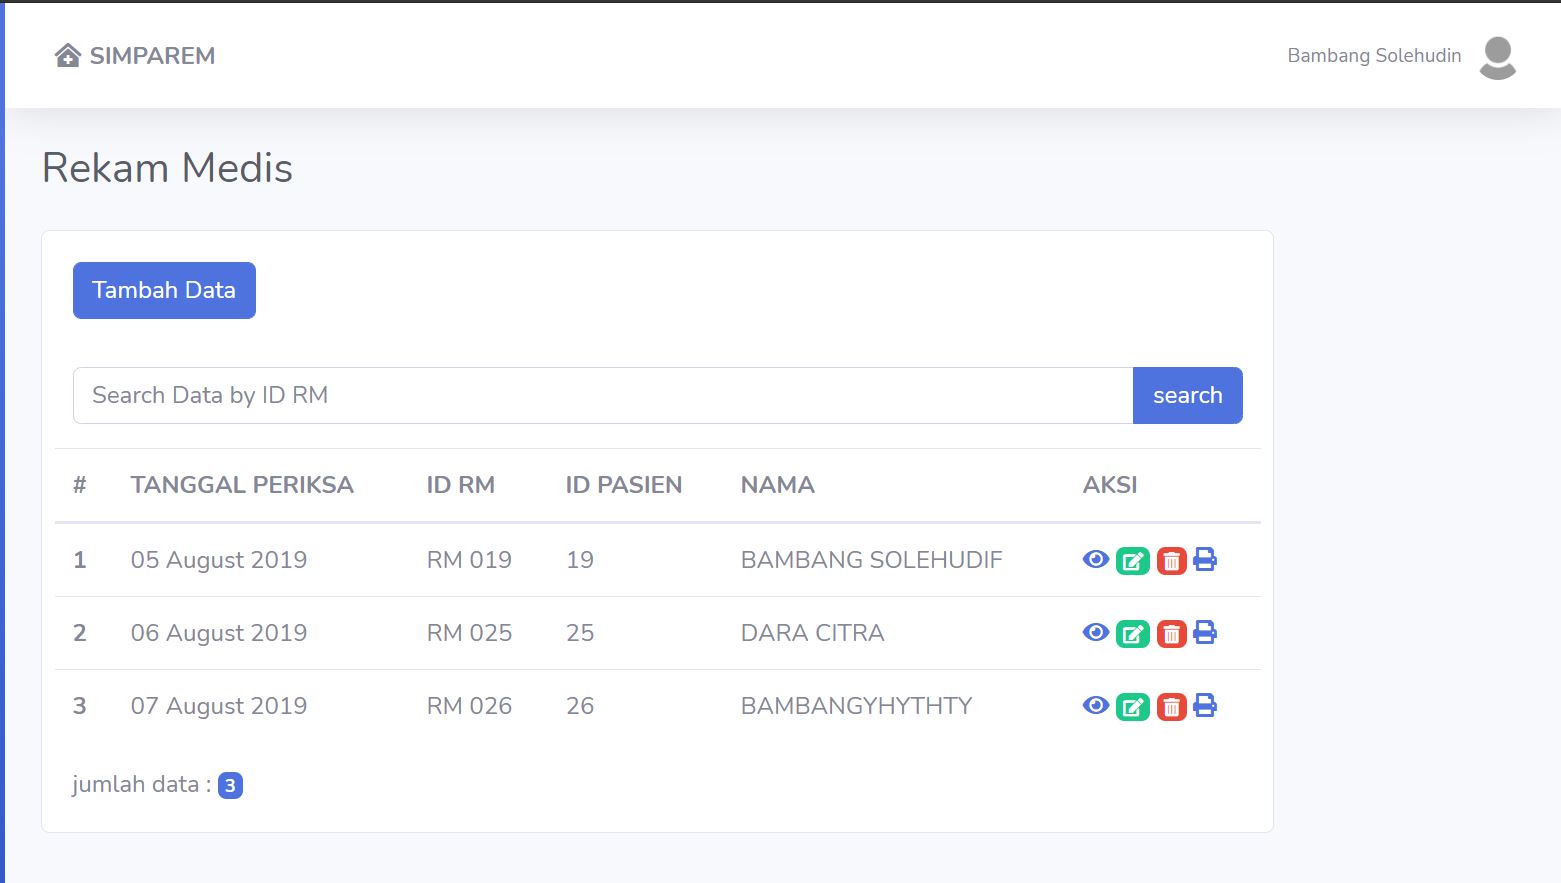 SIMPAREM
Bambang Solehudin
Rekam Medis
Tambah Data
Search Data by ID RM search
# TANGGAL PERIKSA ID RM ID PASIEN NAMA AKSI
1 05 August 2019 RM 019 19 BAMBANG SOLEHUDIF
2 06 August 2019 RM 025 25 DARA CITRA
3 07 August 2019 RM 026 26 BAMBANGYHYTHTY
jumlah data : 3